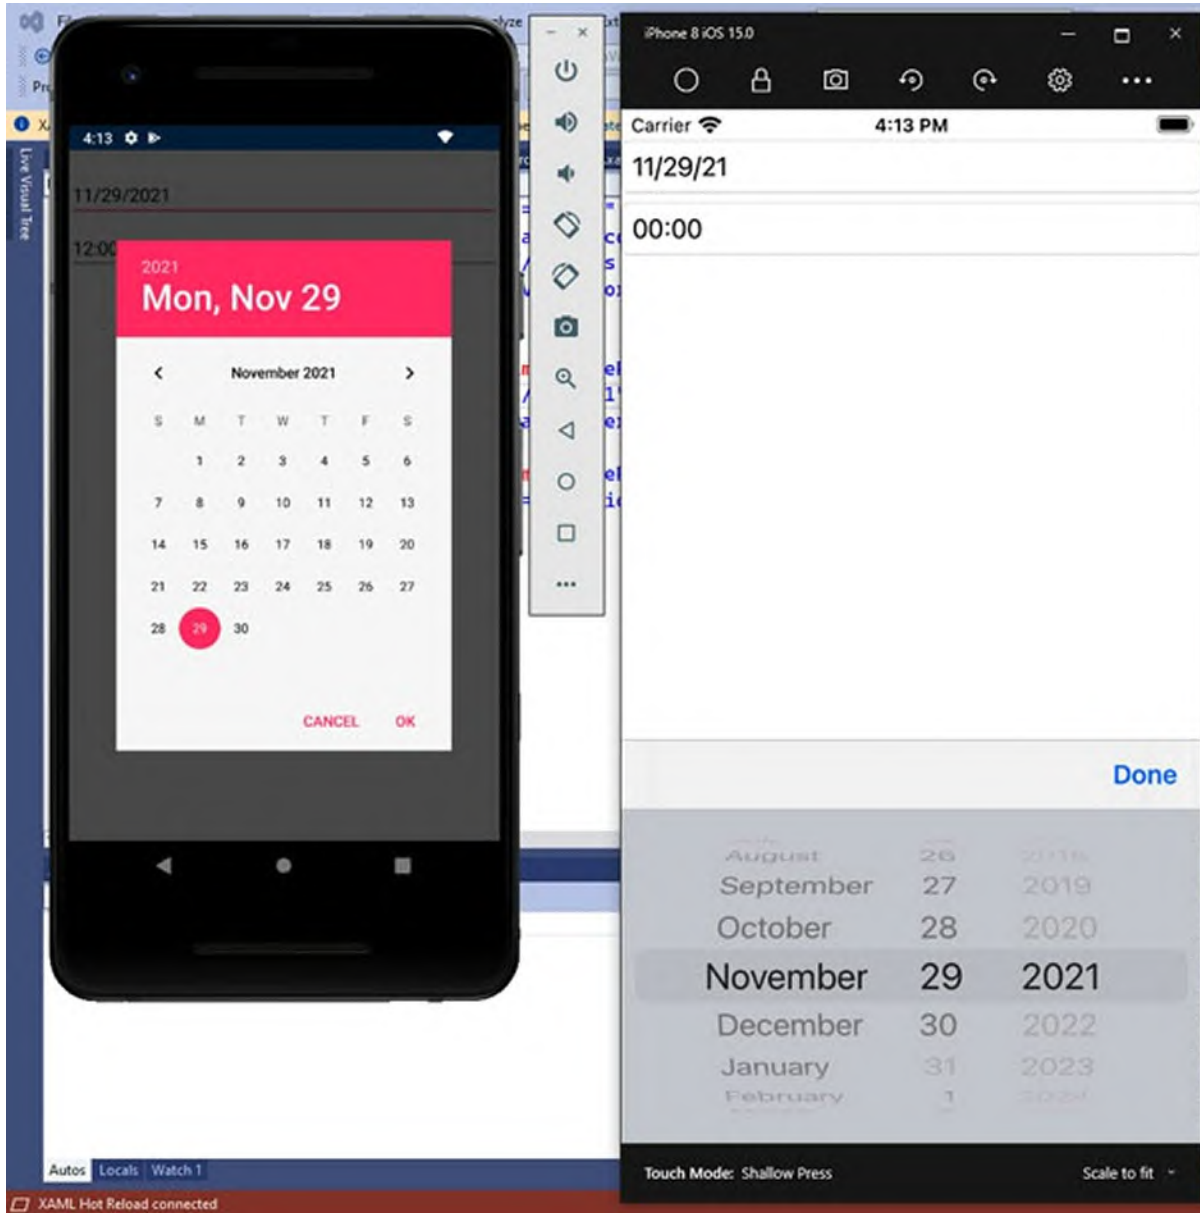 4:13
11/29/2021
12:00
2021
Mon, Nov 29
November 2021
S M T W T F S
1 2 3 4 5 6
7 8 9 10 11 12 13
14 15 16 17 18 19 20
21 22 23 24 25 26 27
28 29 30
CANCEL OK
iPhone 8 iOS 15.0
Carrier 4:13 PM
11/29/21
00:00
Done
August 26 2018
September 27 2019
October 28 2020
November 29 2021
December 30 2022
January 31 2023
February 1 2024
Touch Mode: Shallow Press Scale to fit
Live Visual Tree
Autos Locals Watch 1
XAML Hot Reload connected